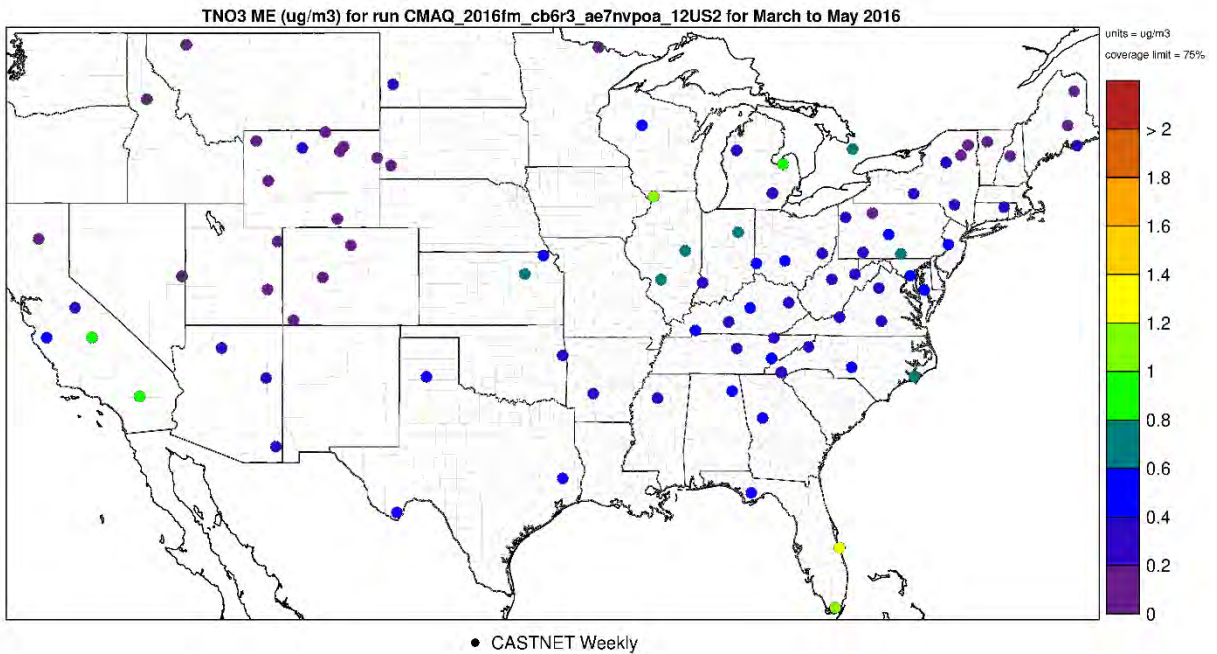 TNO3 ME (ug/m3) for run CMAQ_2016fm_cb6r3_ae7nvpoa_12US2 for March to May 2016
units = ug/m3
coverage limit = 75%
> 2
1.8
1.6
1.4
1.2
1
0.8
0.6
0.4
0.2
0
CASTNET Weekly